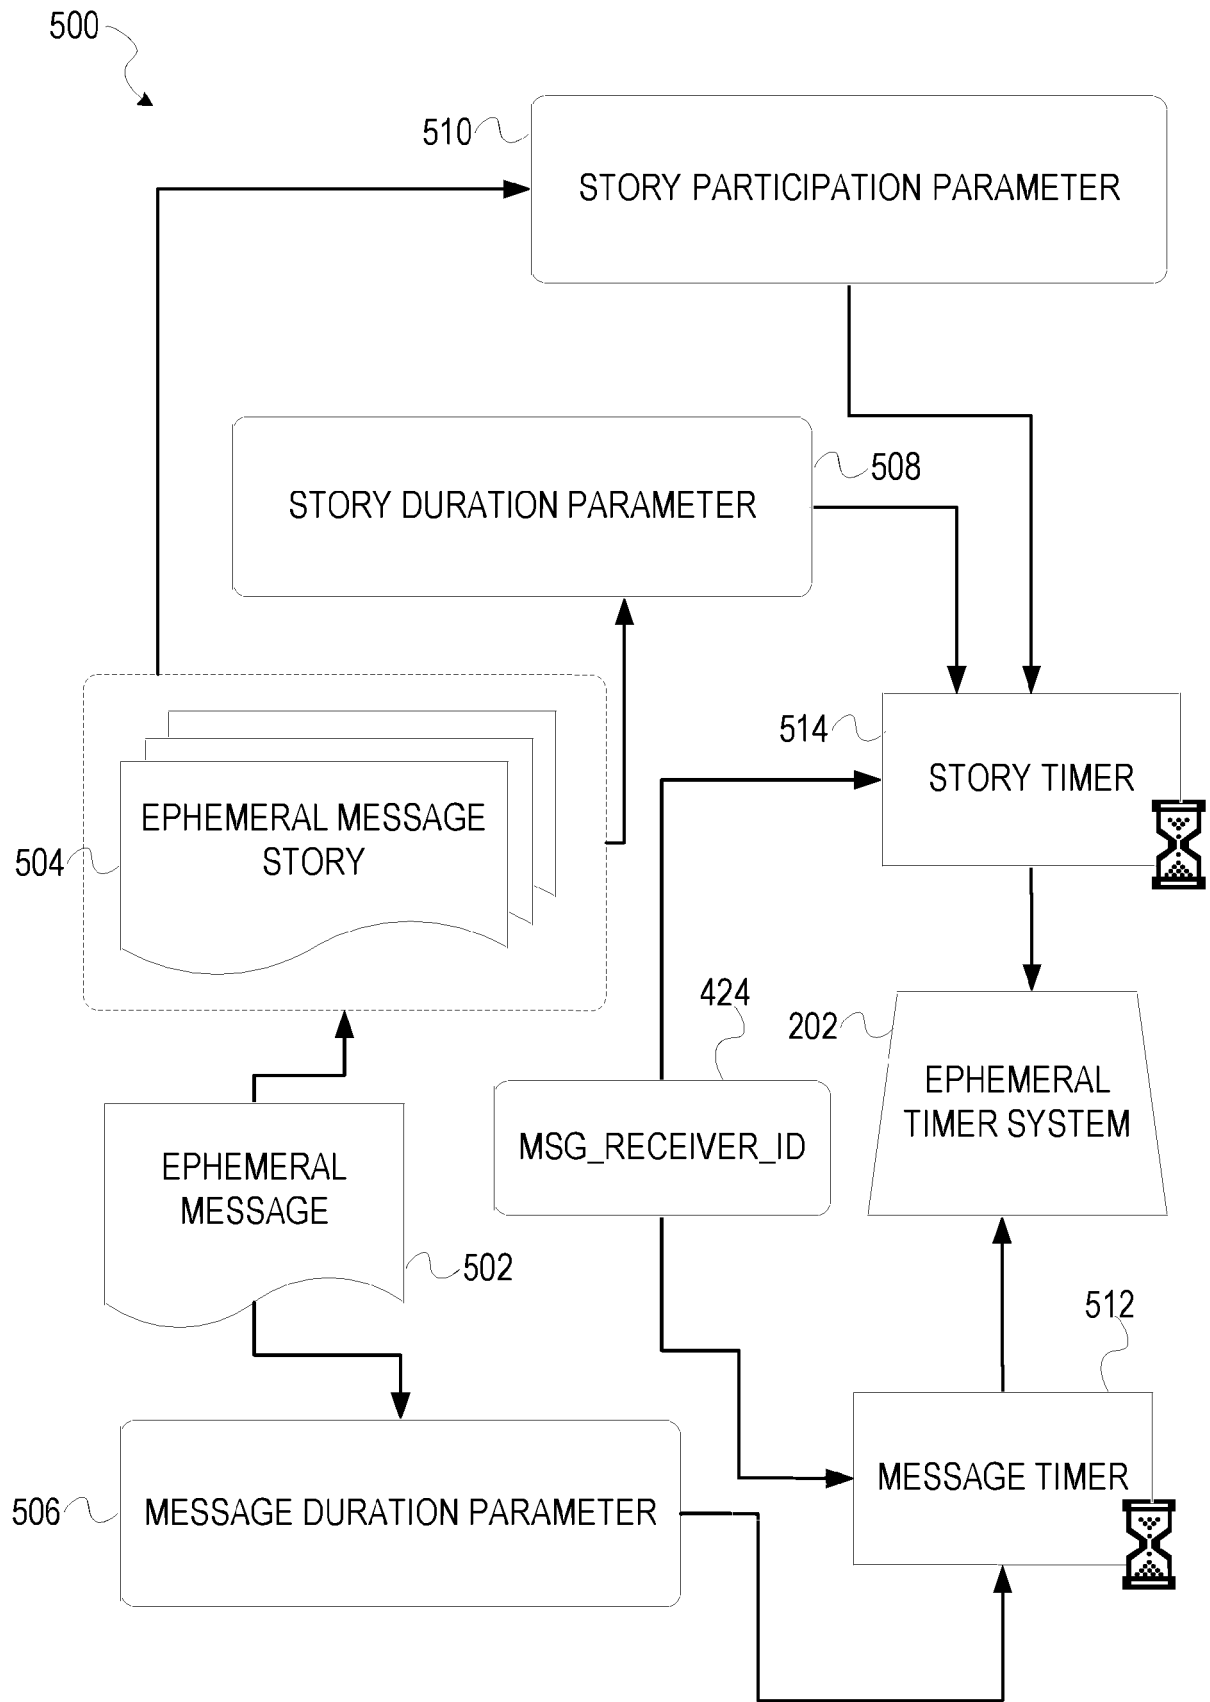 500
510
STORY PARTICIPATION PARAMETER
508
STORY DURATION PARAMETER
514
STORY TIMER
504
EPHEMERAL MESSAGE
STORY
424
202
MSG_RECEIVER_ID
EPHEMERAL
TIMER SYSTEM
EPHEMERAL
MESSAGE
502
512
MESSAGE TIMER
506
MESSAGE DURATION PARAMETER